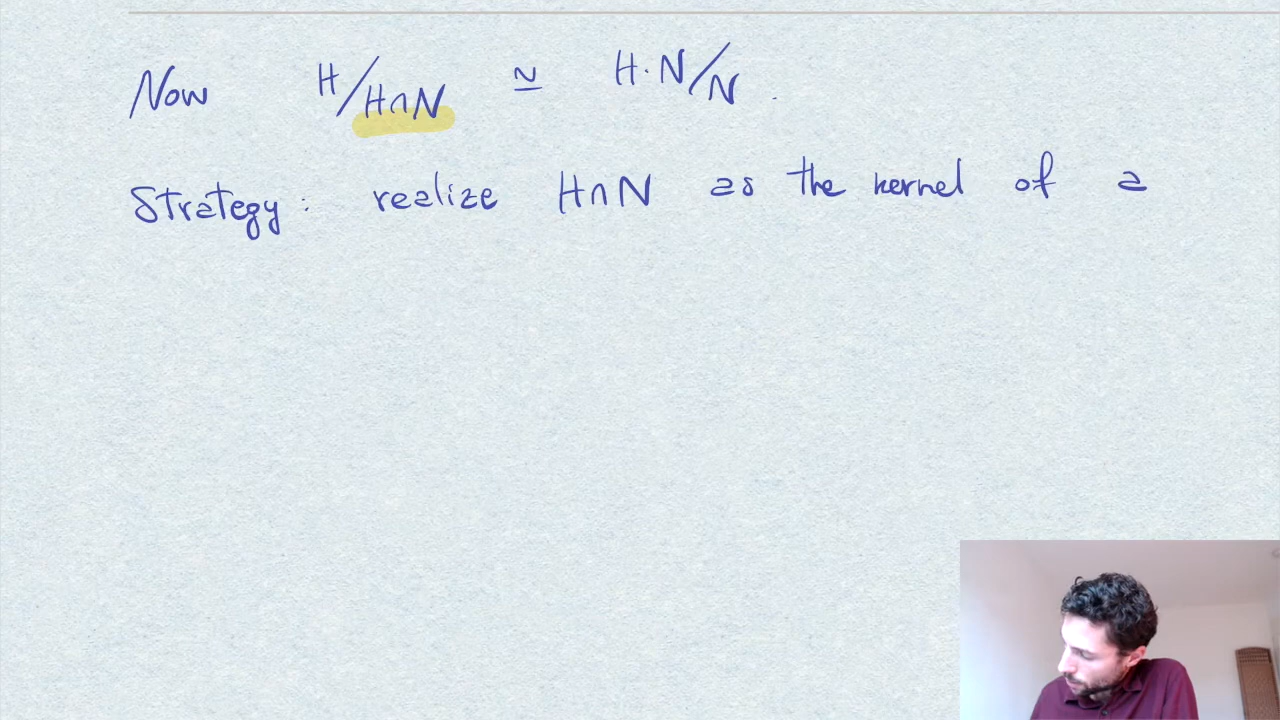 Now H/H∩N ≅ H·N/N .
Strategy: realize H∩N as the kernel of a